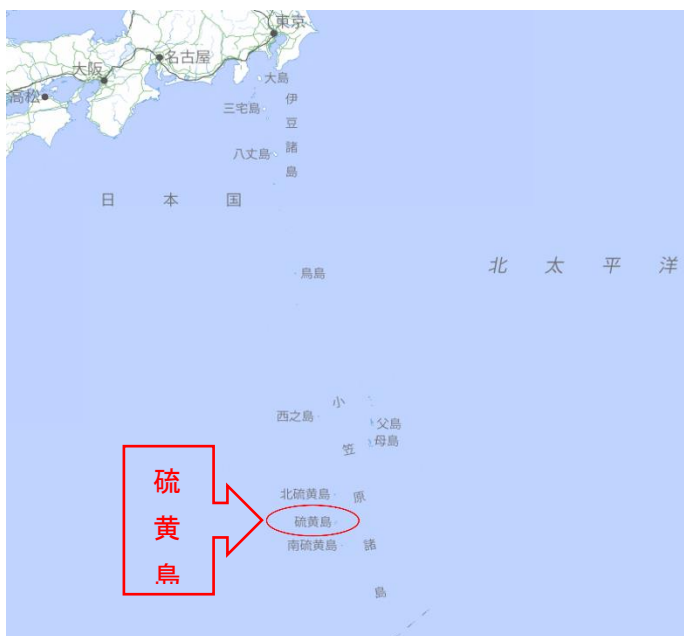 東京
名古屋
大阪
高松
大島
三宅島
伊豆諸島
八丈島
日本国
北太平洋
鳥島
小笠原諸島
西之島
父島
母島
北硫黄島
硫黄島
南硫黄島
硫黄島